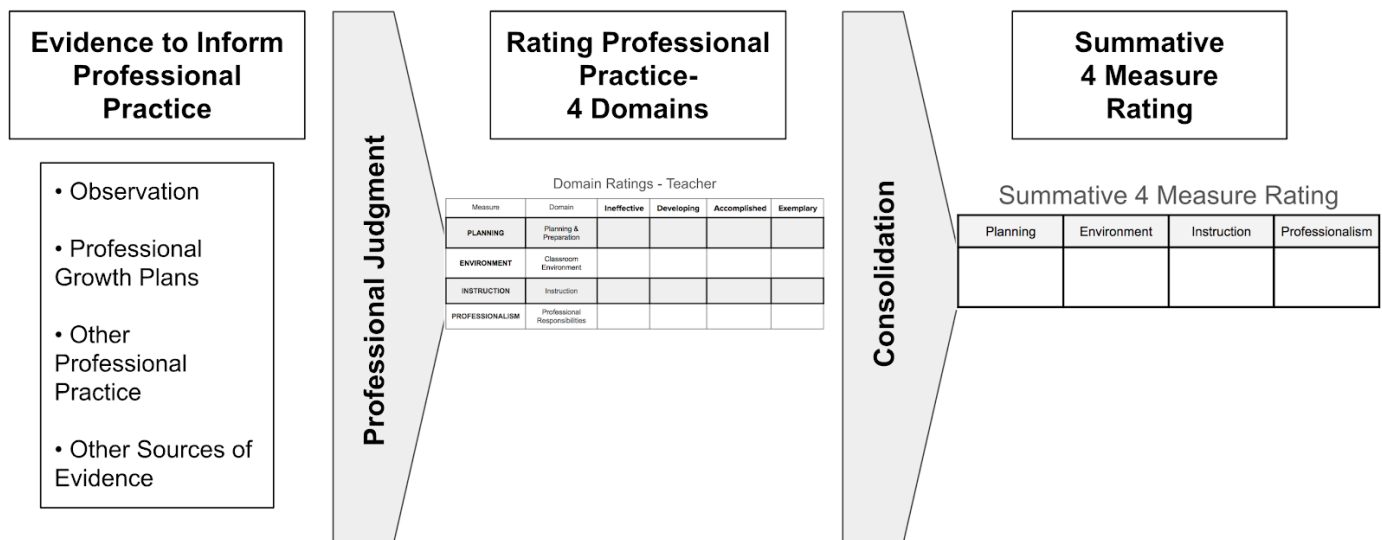 Evidence to Inform
Professional
Practice
• Observation
• Professional
Growth Plans
• Other
Professional
Practice
• Other Sources of
Evidence
Professional Judgment
Rating Professional
Practice-
4 Domains
Domain Ratings - Teacher
Measure Domain Ineffective Developing Accomplished Exemplary
PLANNING Planning &
Preparation
ENVIRONMENT Classroom
Environment
INSTRUCTION Instruction
PROFESSIONALISM Professional
Responsibilities
Consolidation
Summative
4 Measure
Rating
Summative 4 Measure Rating
Planning Environment Instruction Professionalism